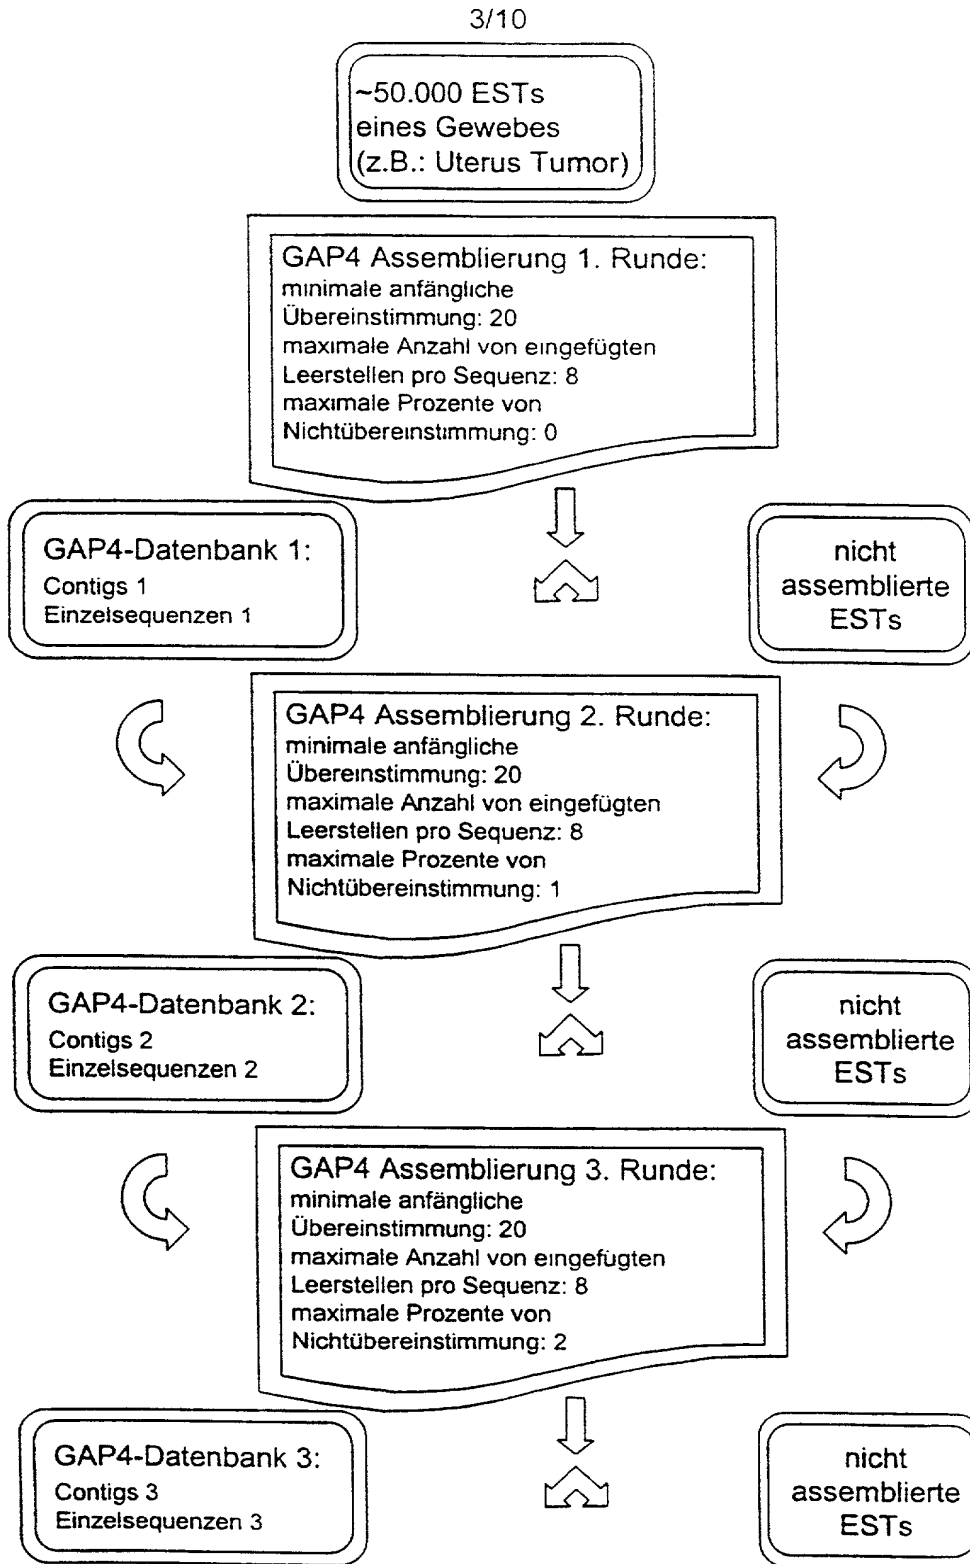 3/10
~50.000 ESTs
eines Gewebes
(z.B.: Uterus Tumor)
GAP4 Assemblierung 1. Runde:
minimale anfängliche
Übereinstimmung: 20
maximale Anzahl von eingefügten
Leerstellen pro Sequenz: 8
maximale Prozente von
Nichtübereinstimmung: 0
GAP4-Datenbank 1:
Contigs 1
Einzelsequenzen 1
nicht
assemblierte
ESTs
GAP4 Assemblierung 2. Runde:
minimale anfängliche
Übereinstimmung: 20
maximale Anzahl von eingefügten
Leerstellen pro Sequenz: 8
maximale Prozente von
Nichtübereinstimmung: 1
GAP4-Datenbank 2:
Contigs 2
Einzelsequenzen 2
nicht
assemblierte
ESTs
GAP4 Assemblierung 3. Runde:
minimale anfängliche
Übereinstimmung: 20
maximale Anzahl von eingefügten
Leerstellen pro Sequenz: 8
maximale Prozente von
Nichtübereinstimmung: 2
GAP4-Datenbank 3:
Contigs 3
Einzelsequenzen 3
nicht
assemblierte
ESTs